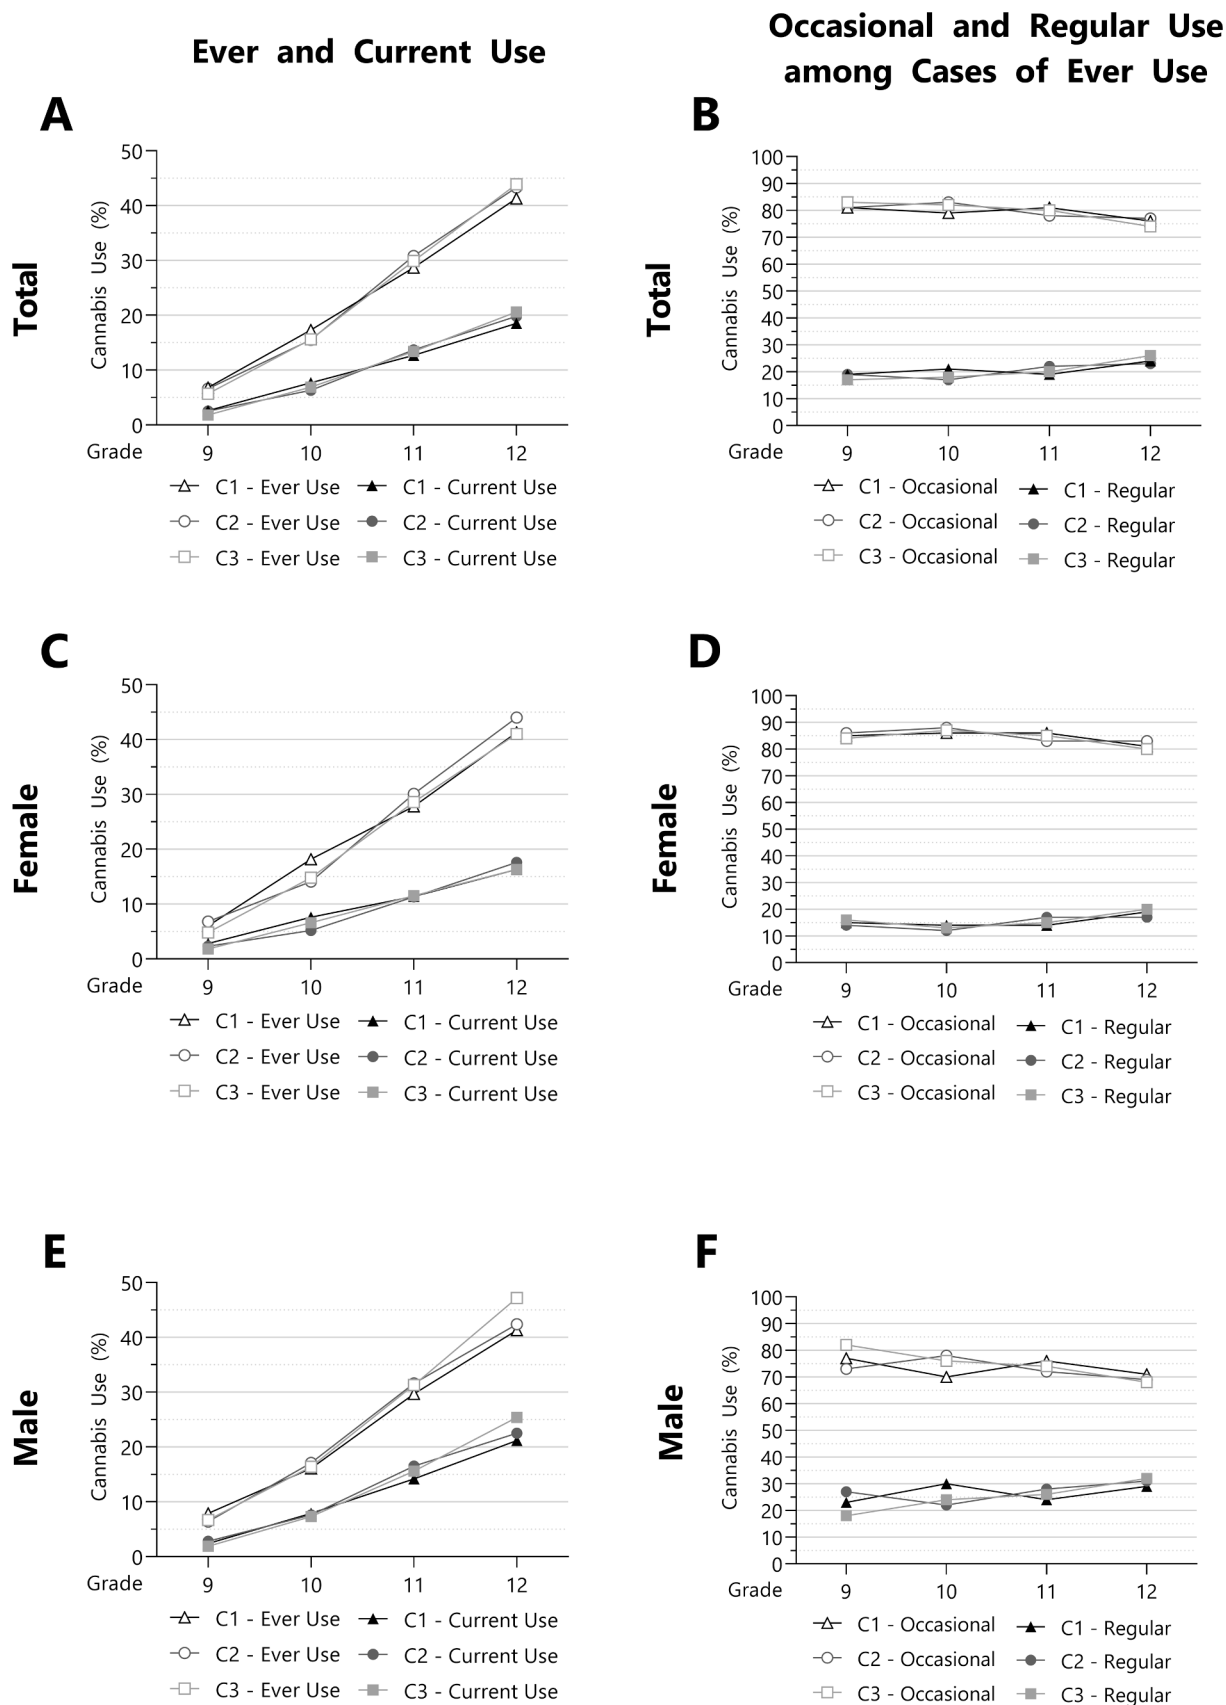 Ever and Current Use
Occasional and Regular Use
among Cases of Ever Use
A
Total
Cannabis Use (%)
50
40
30
20
10
0
Grade
9 10 11 12
C1 - Ever Use C1 - Current Use
C2 - Ever Use C2 - Current Use
C3 - Ever Use C3 - Current Use
B
Total
Cannabis Use (%)
100
90
80
70
60
50
40
30
20
10
0
Grade
9 10 11 12
C1 - Occasional C1 - Regular
C2 - Occasional C2 - Regular
C3 - Occasional C3 - Regular
C
Female
Cannabis Use (%)
50
40
30
20
10
0
Grade
9 10 11 12
C1 - Ever Use C1 - Current Use
C2 - Ever Use C2 - Current Use
C3 - Ever Use C3 - Current Use
D
Female
Cannabis Use (%)
100
90
80
70
60
50
40
30
20
10
0
Grade
9 10 11 12
C1 - Occasional C1 - Regular
C2 - Occasional C2 - Regular
C3 - Occasional C3 - Regular
E
Male
Cannabis Use (%)
50
40
30
20
10
0
Grade
9 10 11 12
C1 - Ever Use C1 - Current Use
C2 - Ever Use C2 - Current Use
C3 - Ever Use C3 - Current Use
F
Male
Cannabis Use (%)
100
90
80
70
60
50
40
30
20
10
0
Grade
9 10 11 12
C1 - Occasional C1 - Regular
C2 - Occasional C2 - Regular
C3 - Occasional C3 - Regular